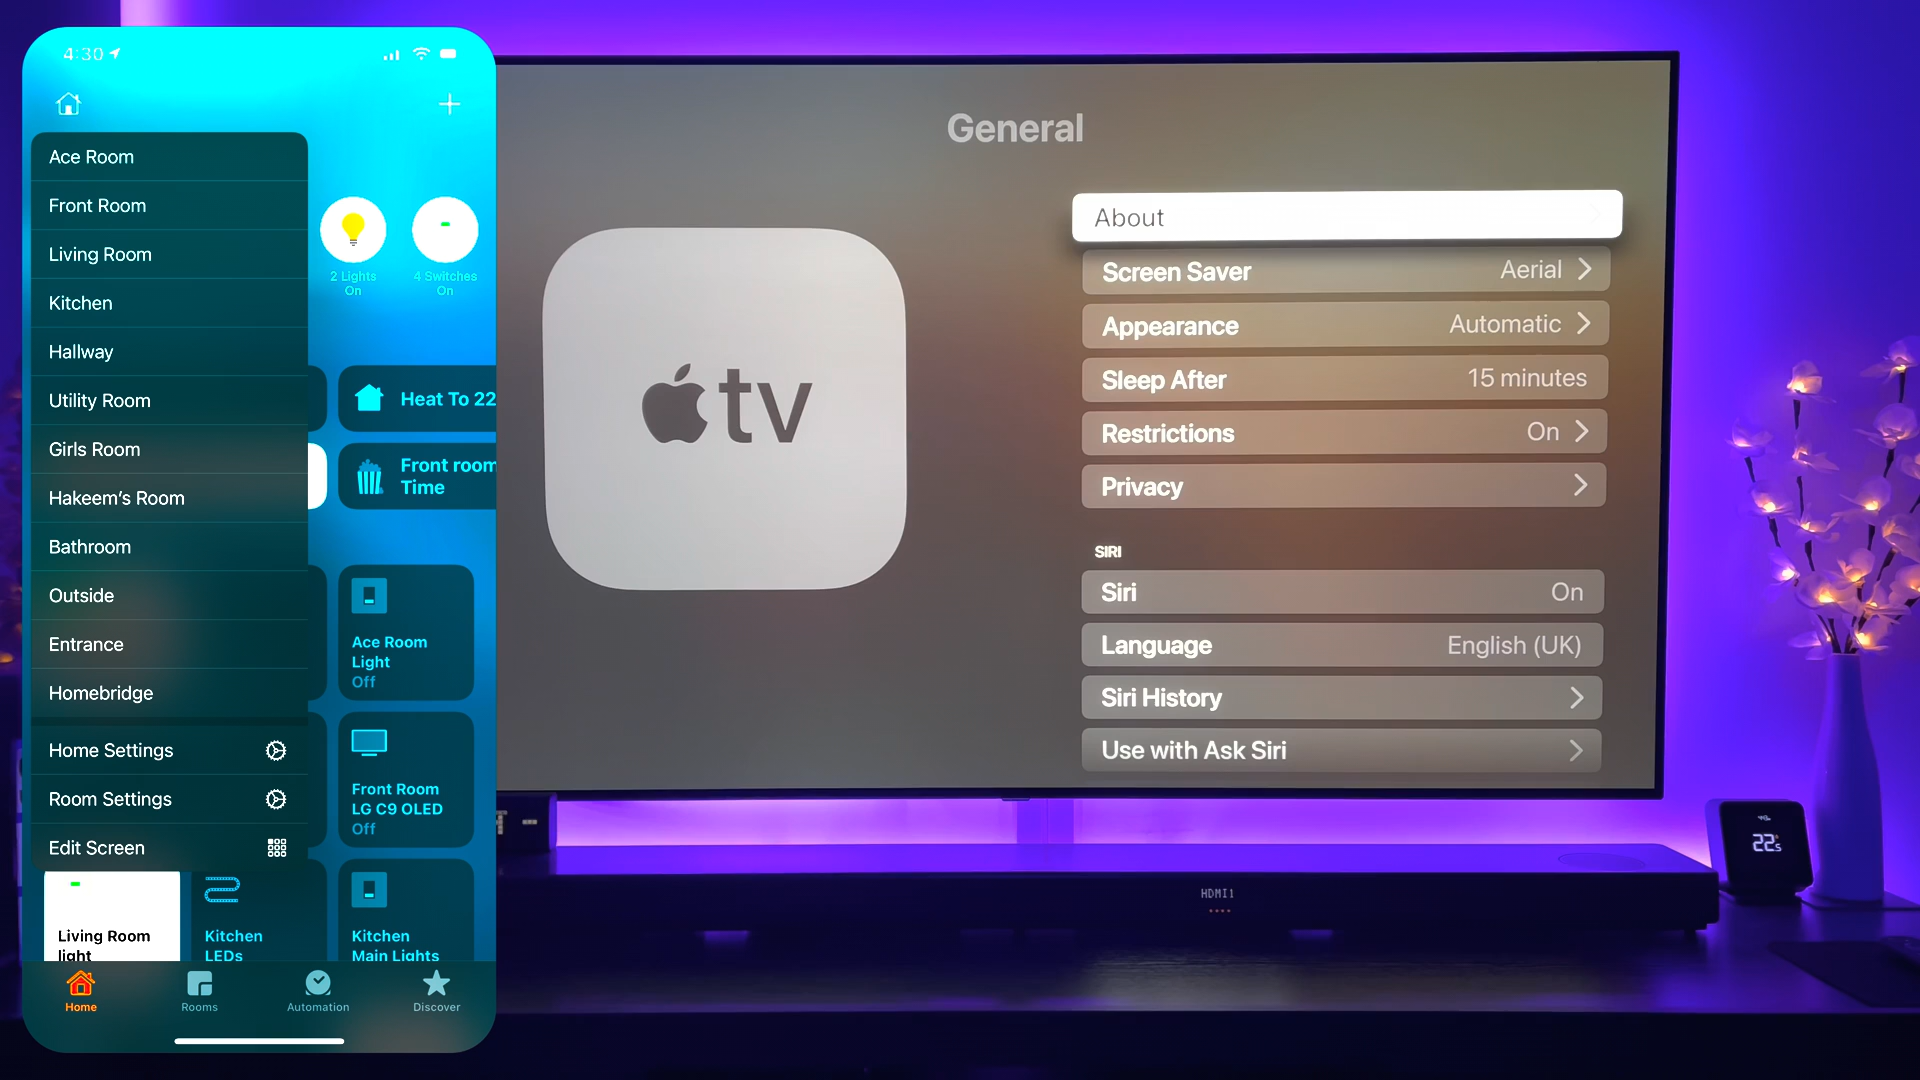 4:30
Ace Room
Front Room
Living Room
Kitchen
Hallway
Utility Room
Girls Room
Hakeem's Room
Bathroom
Outside
Entrance
Homebridge
Home Settings
Room Settings
Edit Screen
2 Lights
On
4 Switches
On
Heat To 22
Front room
Time
Ace Room
Light
Off
Front Room
LG C9 OLED
Off
Living Room
light
Kitchen
LEDs
Kitchen
Main Lights
Home
Rooms
Automation
Discover
General
tv
About
Screen Saver Aerial
Appearance Automatic
Sleep After 15 minutes
Restrictions On
Privacy
SIRI
Siri On
Language English (UK)
Siri History
Use with Ask Siri
HDMI1
22.5